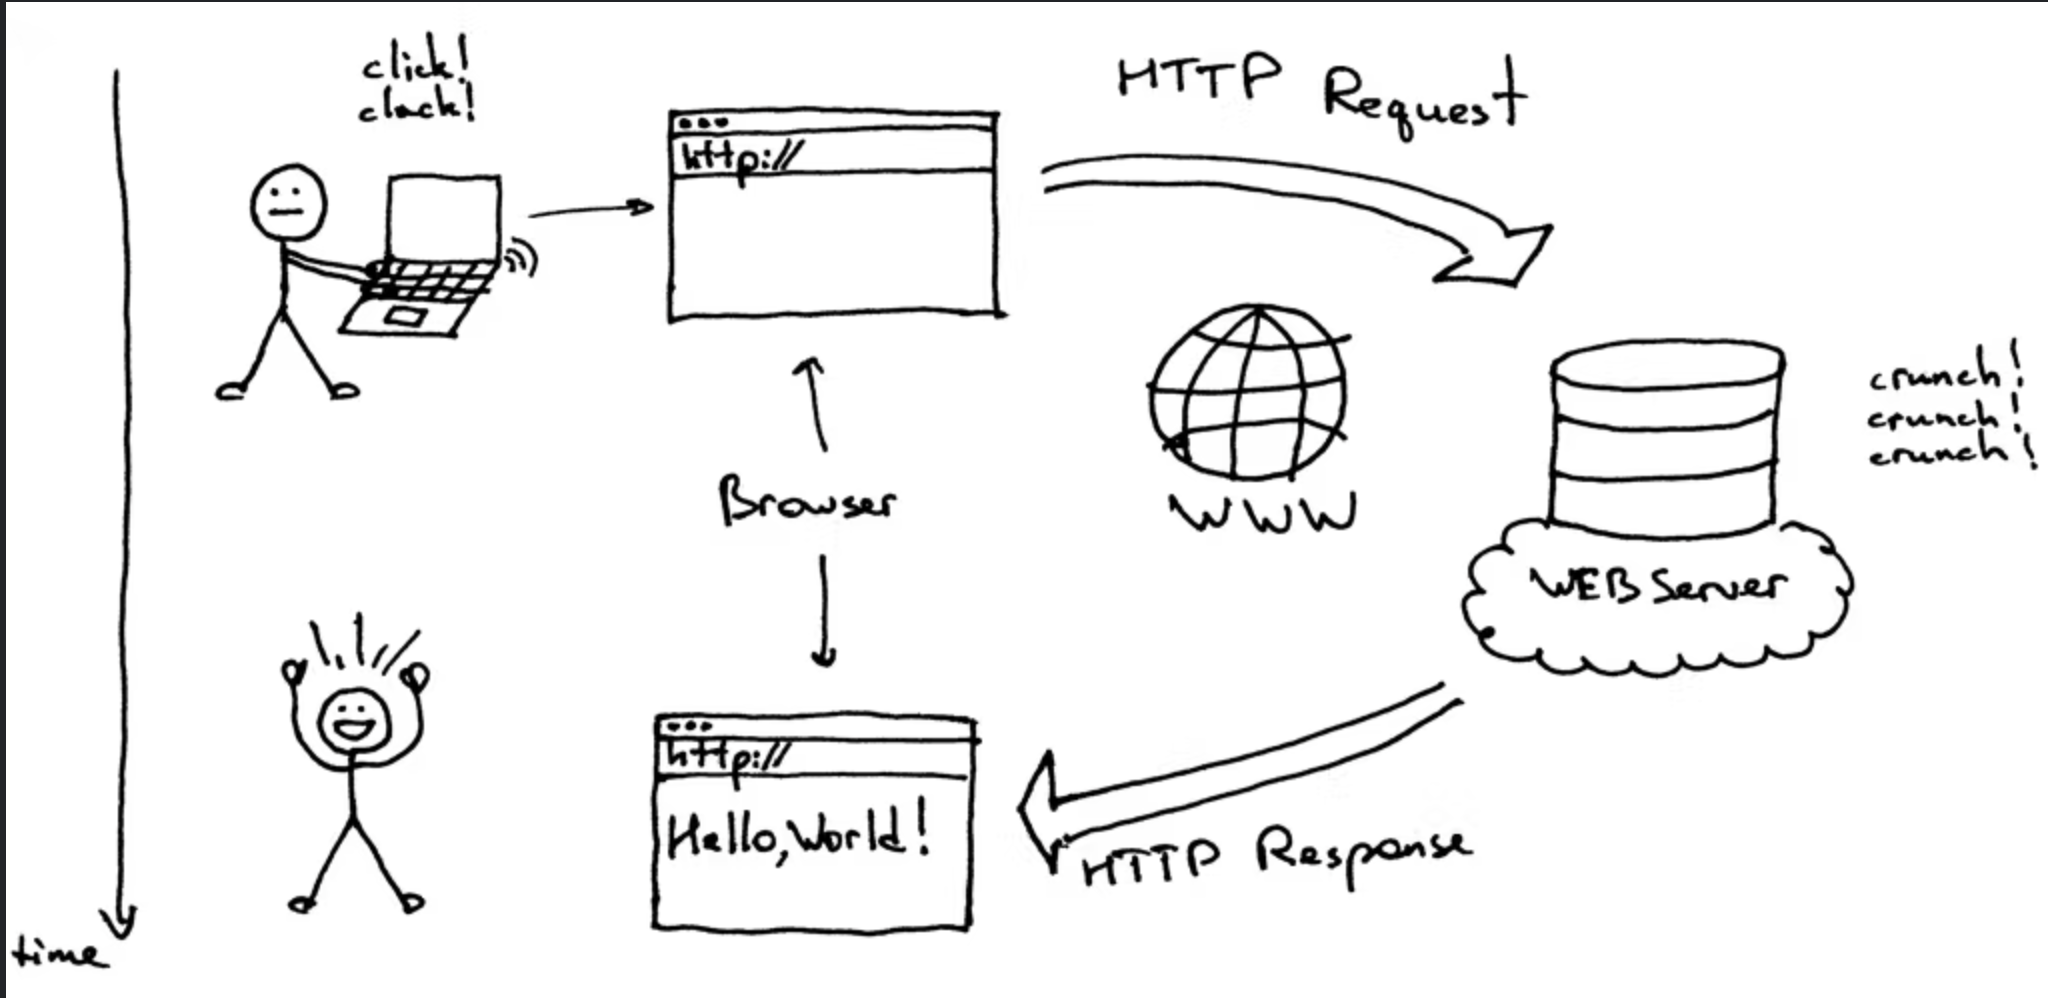 click!
clack!
http://
HTTP Request
crunch!
crunch!
crunch!
WWW
Browser
WEB Server
http://
Hello, World!
HTTP Response
time